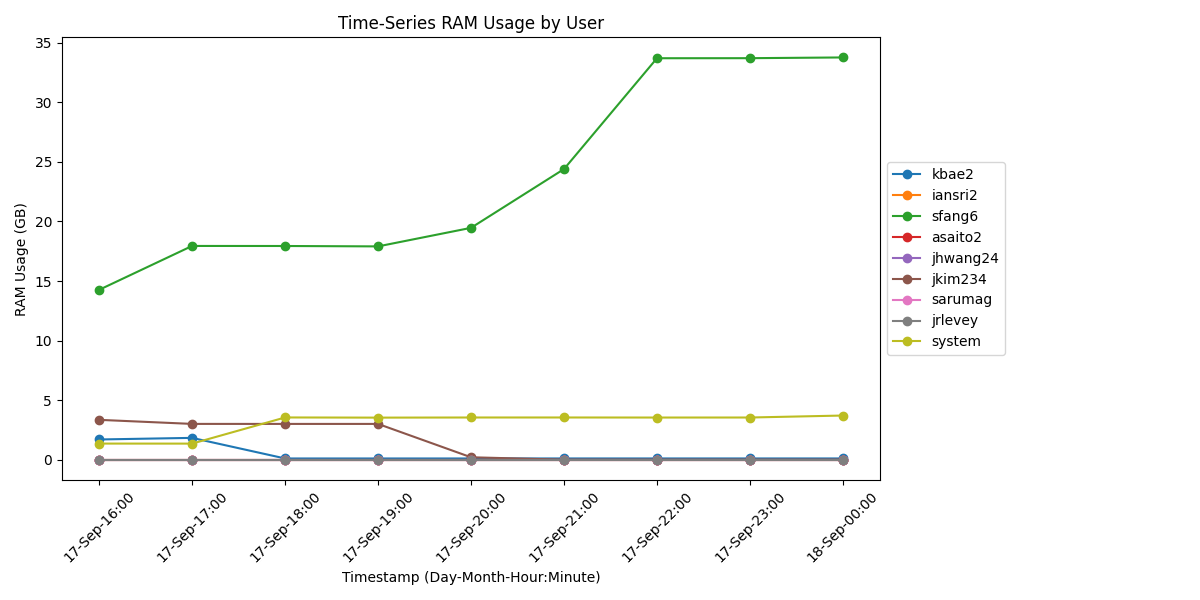 Time-Series RAM Usage by User
RAM Usage (GB)
35
30
25
20
15
10
5
0
17-Sep-16:00
17-Sep-17:00
17-Sep-18:00
17-Sep-19:00
17-Sep-20:00
17-Sep-21:00
17-Sep-22:00
17-Sep-23:00
18-Sep-00:00
Timestamp (Day-Month-Hour:Minute)
kbae2
iansri2
sfang6
asaito2
jhwang24
jkim234
sarumag
jrlevey
system